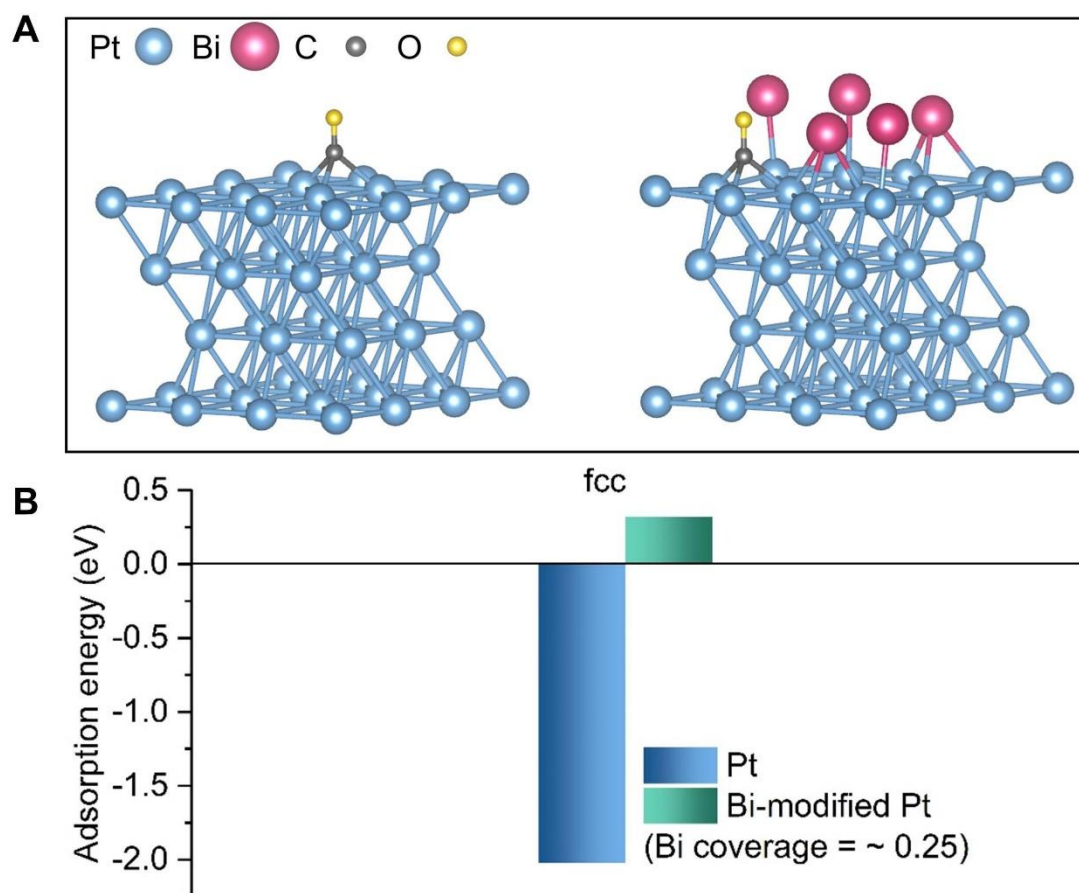 A
Pt Bi C O
B
fcc
Adsorption energy (eV)
0.5
0.0
-0.5
-1.0
-1.5
-2.0
Pt
Bi-modified Pt
(Bi coverage = ~ 0.25)